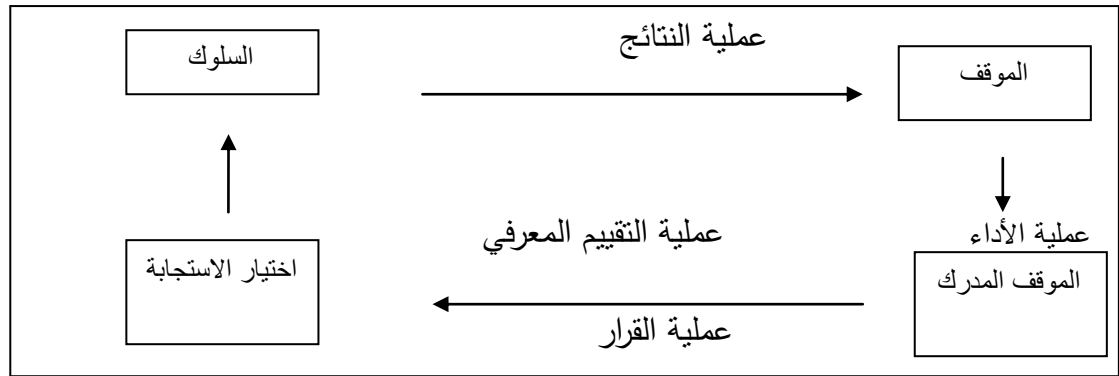 عملية النتائج
الموقف
السلوك
عملية التقييم المعرفي
عملية الأداء
الموقف المدرك
اختيار الاستجابة
عملية القرار